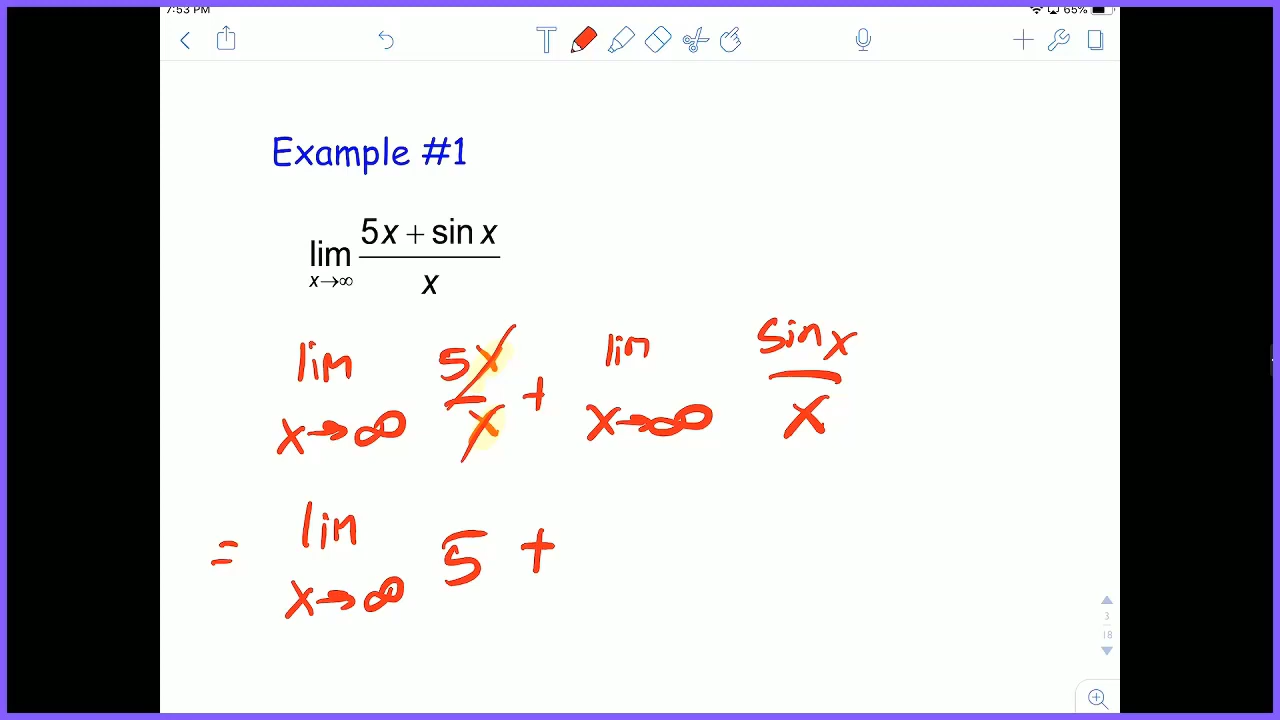 7:53 PM 65%
Example #1
lim x→∞ (5x + sin x)/x
lim x→∞ 5x/x + lim x→∞ sin x/x
= lim x→∞ 5 +
3
18